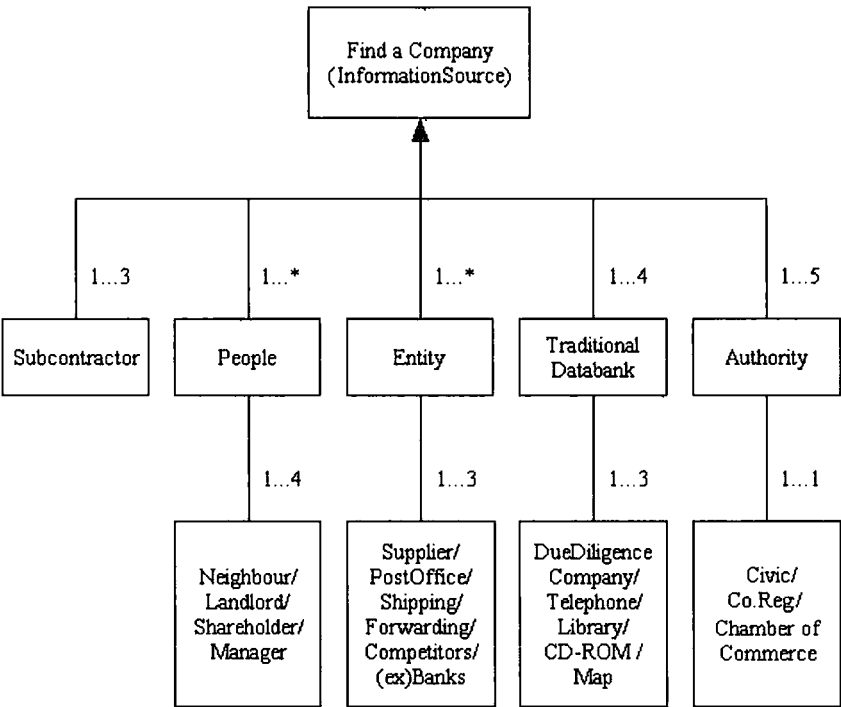 Find a Company
(InformationSource)
1...3
1...*
1...*
1...4
1...5
Subcontractor
People
Entity
Traditional
Databank
Authority
1...4
1...3
1...3
1...1
Neighbour/
Landlord/
Shareholder/
Manager
Supplier/
PostOffice/
Shipping/
Forwarding/
Competitors/
(ex)Banks
DueDiligence
Company/
Telephone/
Library/
CD-ROM /
Map
Civic/
Co.Reg/
Chamber of
Commerce